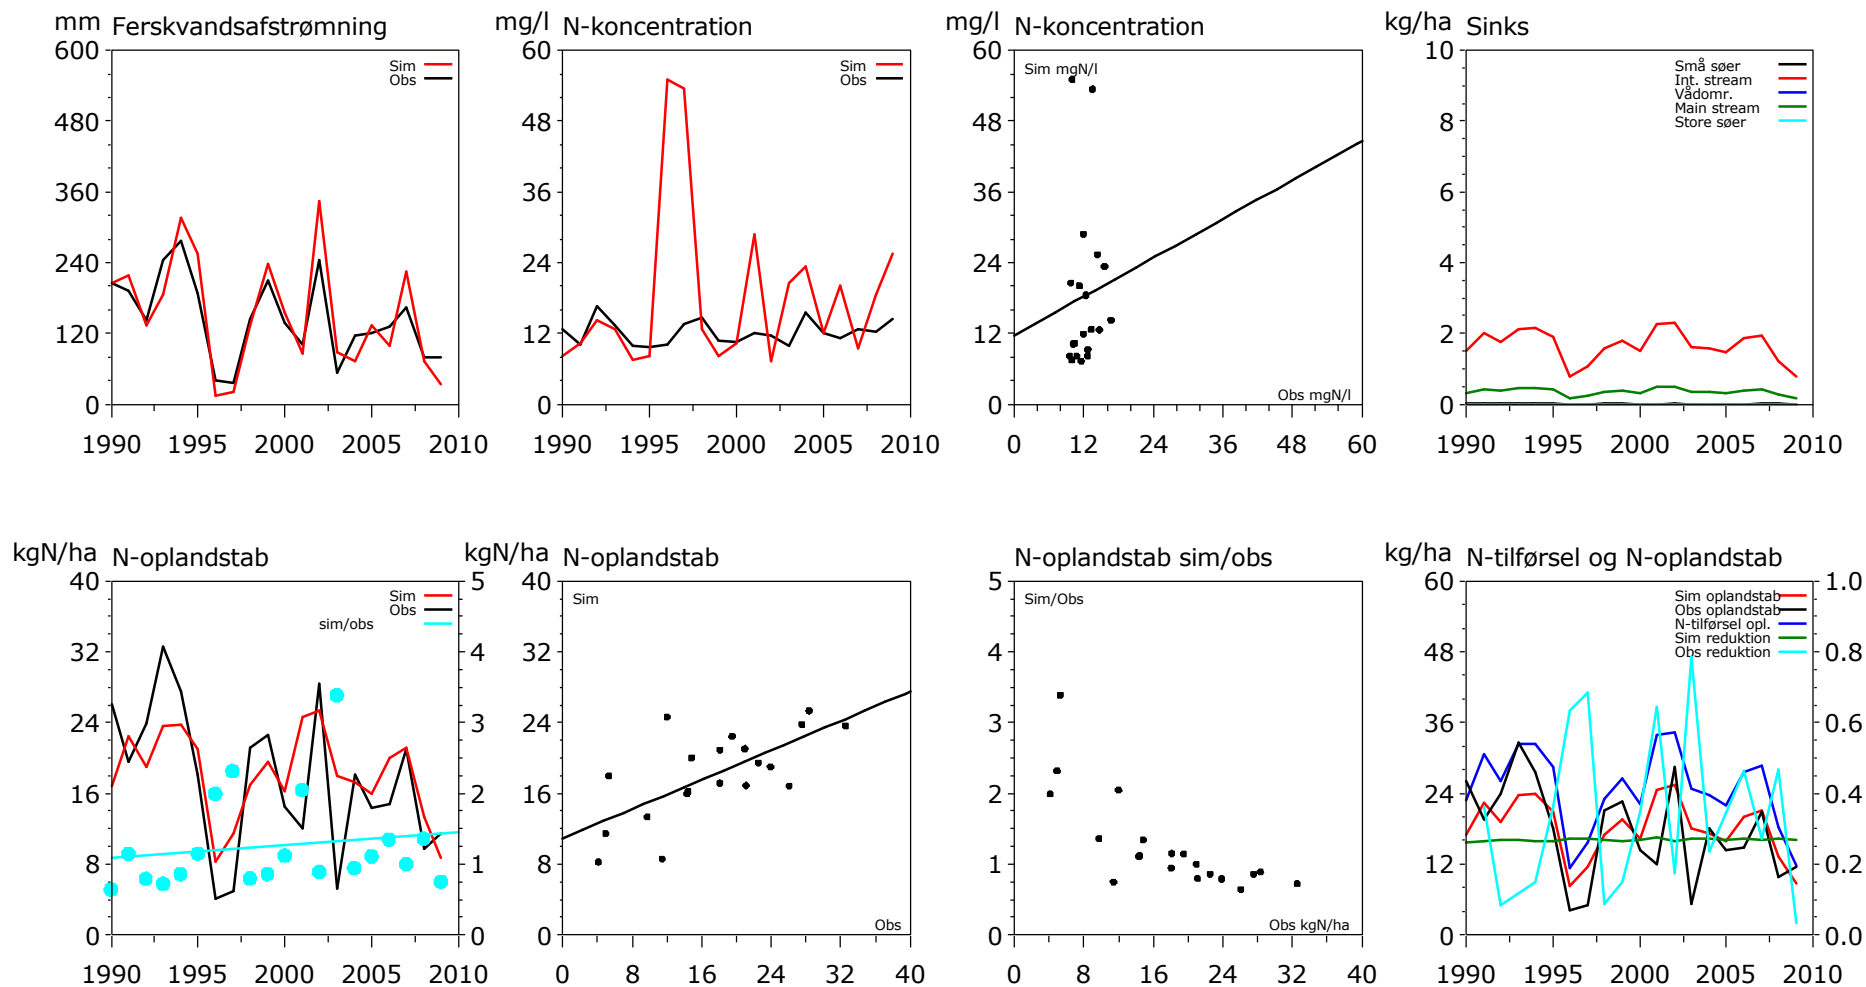 mm Ferskvandsafstrømning
600
480
360
240
120
0
1990 1995 2000 2005 2010
Sim
Obs
mg/l N-koncentration
60
48
36
24
12
0
1990 1995 2000 2005 2010
Sim
Obs
mg/l N-koncentration
60
48
36
24
12
0
0 12 24 36 48 60
Sim mgN/l
Obs mgN/l
kg/ha Sinks
10
8
6
4
2
0
1990 1995 2000 2005 2010
Små søer
Int. stream
Vådomr.
Main stream
Store søer
kgN/ha N-oplandstab
40
32
24
16
8
0
5
4
3
2
1
0
1990 1995 2000 2005 2010
Sim
Obs
sim/obs
kgN/ha N-oplandstab
40
32
24
16
8
0
0 8 16 24 32 40
Sim
Obs
N-oplandstab sim/obs
5
4
3
2
1
0
0 8 16 24 32 40
Sim/Obs
Obs kgN/ha
kg/ha N-tilførsel og N-oplandstab
60
48
36
24
12
0
1.0
0.8
0.6
0.4
0.2
0.0
1990 1995 2000 2005 2010
Sim oplandstab
Obs oplandstab
N-tilførsel opl.
Sim reduktion
Obs reduktion